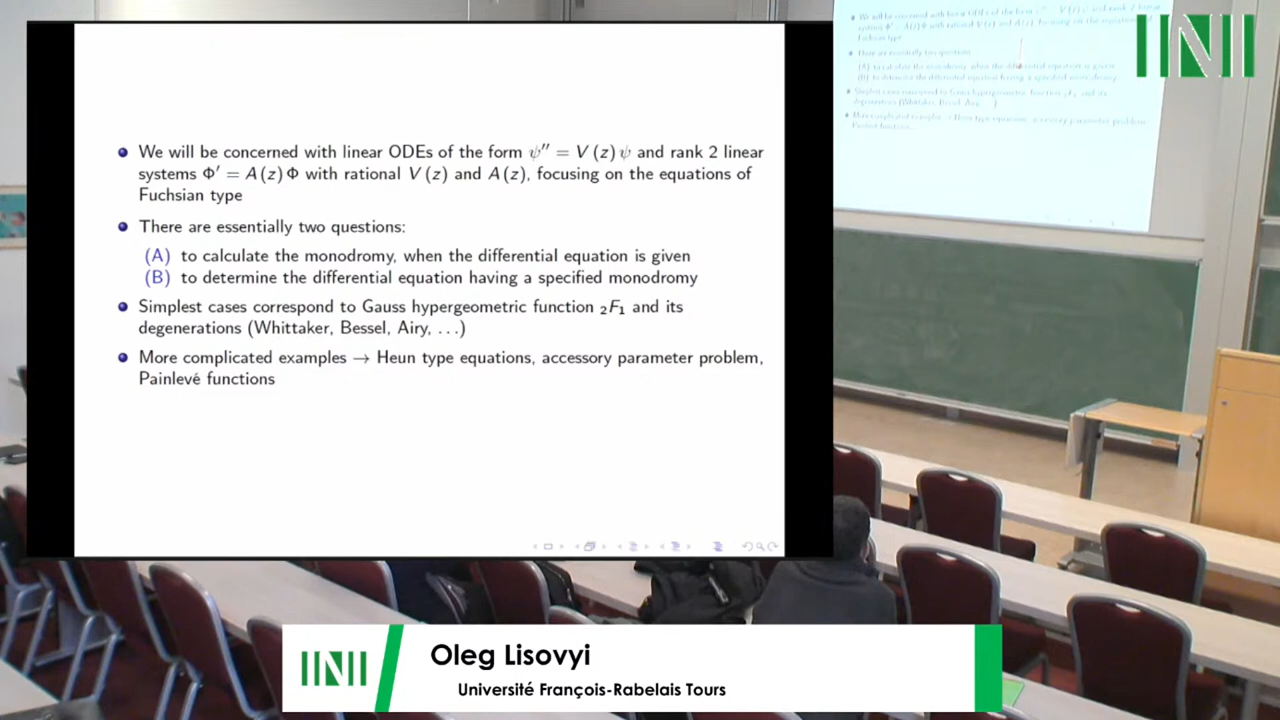 We will be concerned with linear ODEs of the form ψ″ = V (z) ψ and rank 2 linear
systems Φ′ = A (z) Φ with rational V (z) and A (z), focusing on the equations of
Fuchsian type
There are essentially two questions:
(A) to calculate the monodromy, when the differential equation is given
(B) to determine the differential equation having a specified monodromy
Simplest cases correspond to Gauss hypergeometric function ₂F₁ and its
degenerations (Whittaker, Bessel, Airy, ...)
More complicated examples → Heun type equations, accessory parameter problem,
Painlevé functions
Oleg Lisovyi
Université François-Rabelais Tours